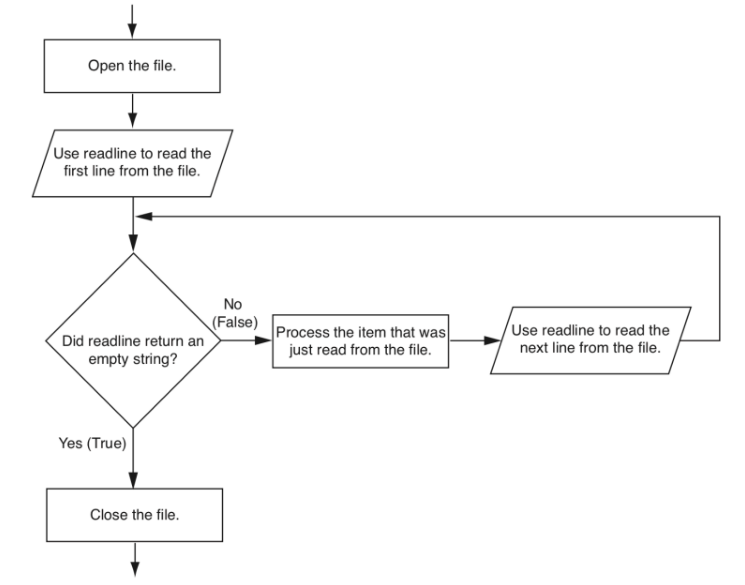 Open the file.
Use readline to read the
first line from the file.
No
(False)
Did readline return an
empty string?
Process the item that was
just read from the file.
Use readline to read the
next line from the file.
Yes (True)
Close the file.